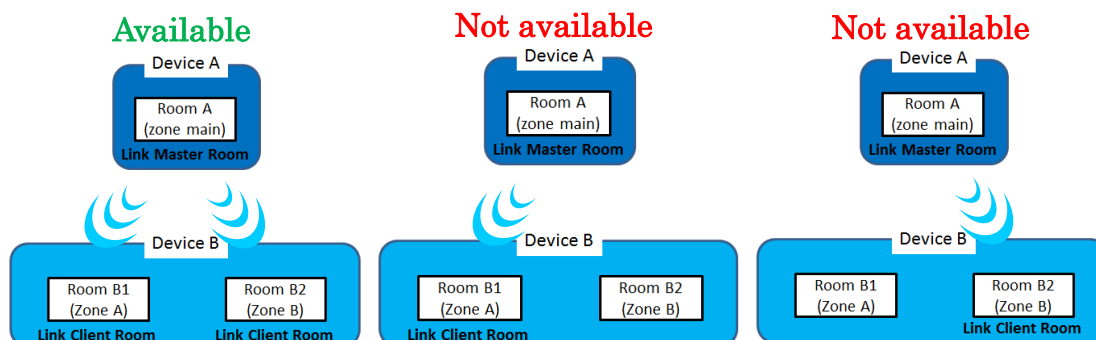 Available
Device A
Room A
(zone main)
Link Master Room
Device B
Room B1
(Zone A)
Link Client Room
Room B2
(Zone B)
Link Client Room
Not available
Device A
Room A
(zone main)
Link Master Room
Device B
Room B1
(Zone A)
Link Client Room
Room B2
(Zone B)
Not available
Device A
Room A
(zone main)
Link Master Room
Device B
Room B1
(Zone A)
Room B2
(Zone B)
Link Client Room